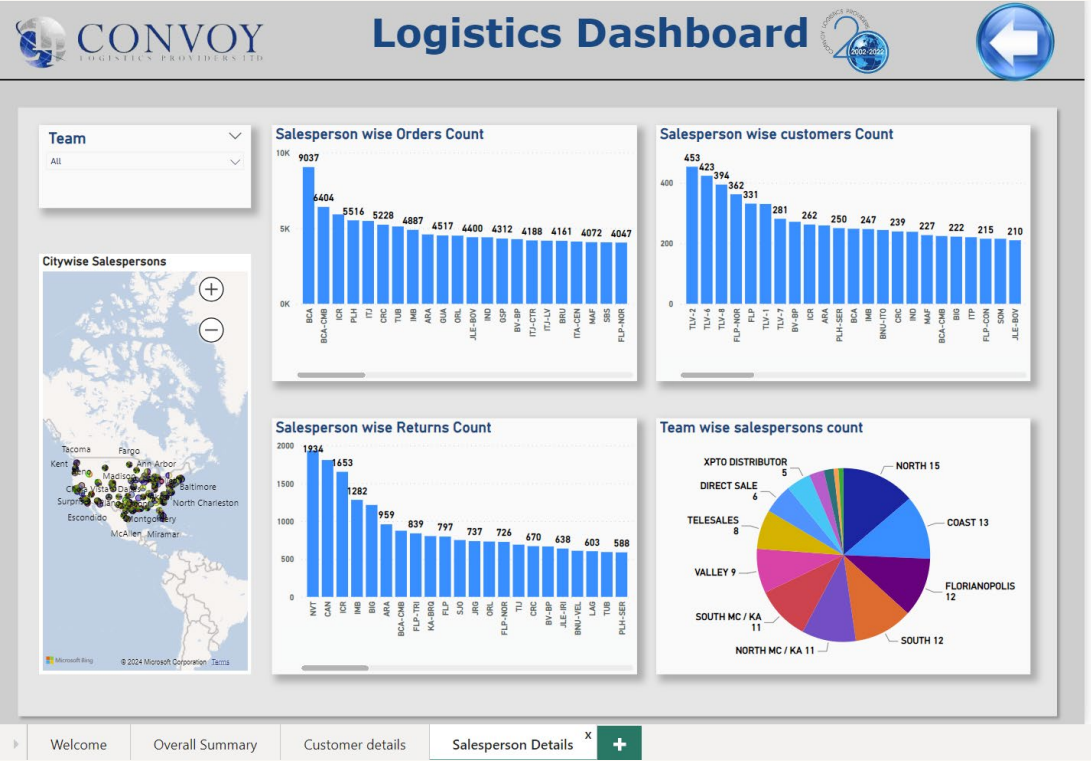 CONVOY
LOGISTICS PROVIDERS LTD
Logistics Dashboard
2002-2022
Team
All
Salesperson wise Orders Count
10K
5K
0K
9037
6404
5516
5228
4887
4517
4400
4312
4188
4161
4072
4047
BCA
BCA-CMB
ICR
PLH
ITJ
CRC
TUB
IMB
ARA
GUA
ORL
JLE-BOV
IND
GSP
BV-BP
ITJ-CTR
ITJ-LV
BRU
ITA-CEN
MAF
SBS
FLP-NOR
Salesperson wise customers Count
400
200
0
453
423
394
362
331
281
262
250
247
239
227
222
215
210
TLV-2
TLV-6
TLV-8
FLP-NOR
FLP
TLV-1
TLV-7
BV-BP
ICR
ARA
PLH-SER
BCA
IMB
BNU-ITO
CRC
IND
MAF
BCA-CMB
BIG
ITP
FLP-CON
SOM
JLE-BOV
Citywise Salespersons
Tacoma
Fargo
Kent
Ann Arbor
Madison
Baltimore
North Charleston
Escondido
Montgomery
McAllen
Miramar
Microsoft Bing
© 2024 Microsoft Corporation
Terms
Salesperson wise Returns Count
2000
1500
1000
500
0
1934
1653
1282
959
839
797
737
726
670
638
603
588
NVT
CAN
ICR
IMB
BIG
ARA
BCA-CMB
FLP-TRI
KA-BRQ
FLP
SJO
JRG
ORL
FLP-NOR
TIJ
CRC
BV-BP
JLE-IRI
BNU-VEL
LAG
TUB
PLH-SER
Team wise salespersons count
XPTO DISTRIBUTOR
5
NORTH 15
DIRECT SALE
6
COAST 13
TELESALES
8
VALLEY 9
FLORIANOPOLIS
12
SOUTH MC / KA
11
SOUTH 12
NORTH MC / KA 11
Welcome
Overall Summary
Customer details
Salesperson Details
x
+